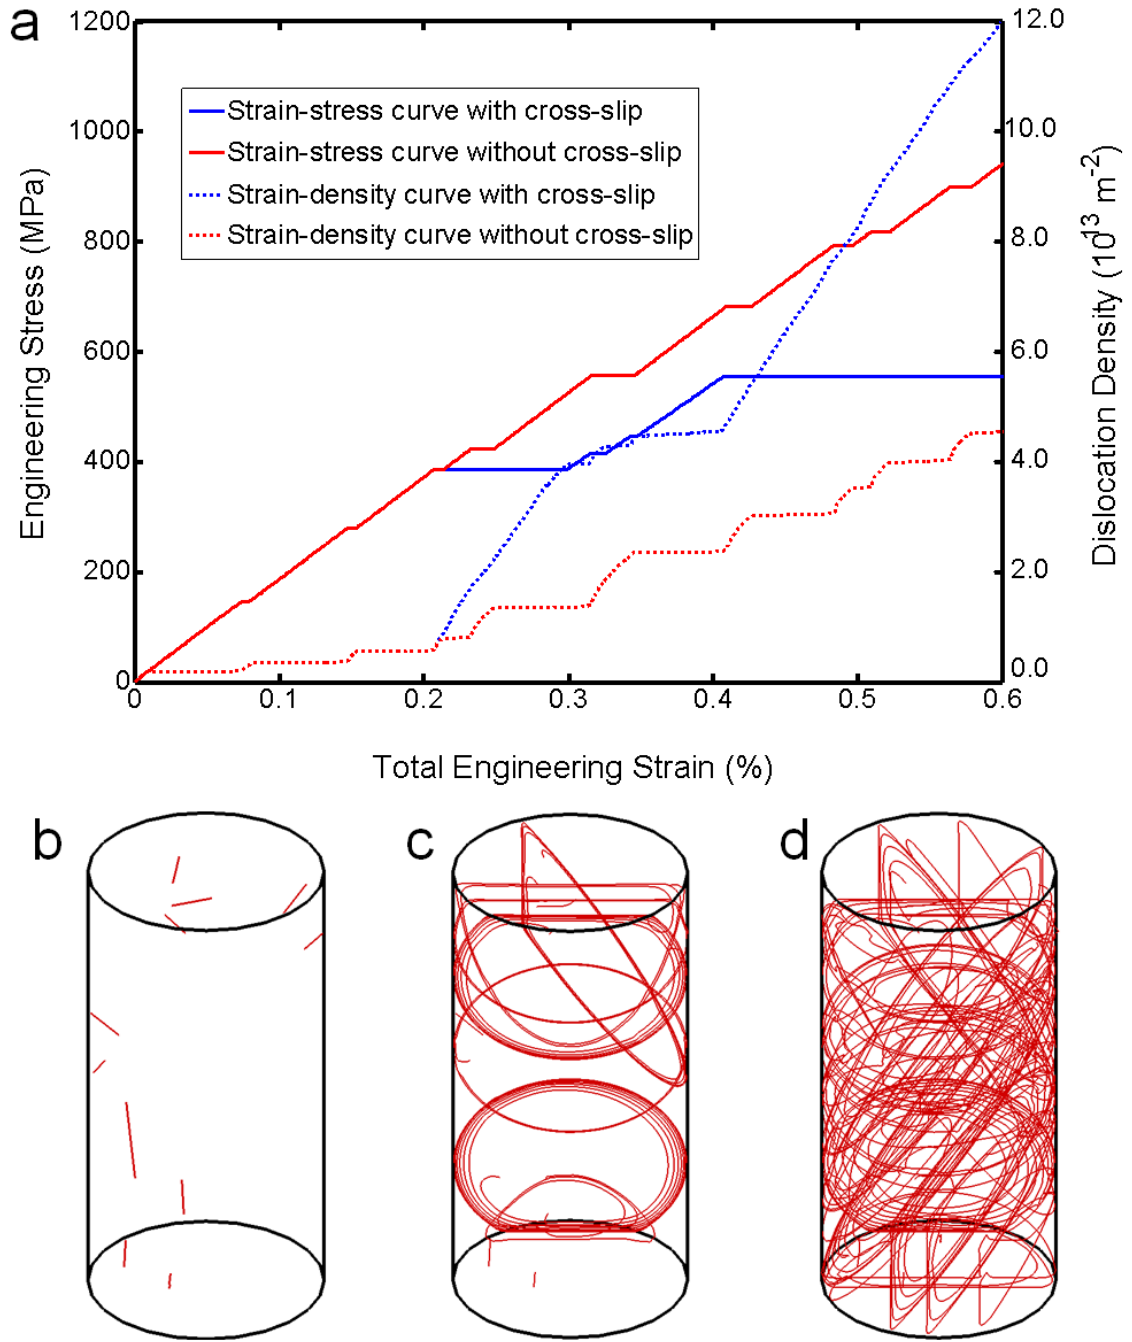 a
1200
1000
800
600
400
200
0
Engineering Stress (MPa)
Strain-stress curve with cross-slip
Strain-stress curve without cross-slip
Strain-density curve with cross-slip
Strain-density curve without cross-slip
12.0
10.0
8.0
6.0
4.0
2.0
0.0
Dislocation Density (10¹³ m⁻²)
0 0.1 0.2 0.3 0.4 0.5 0.6
Total Engineering Strain (%)
b c d